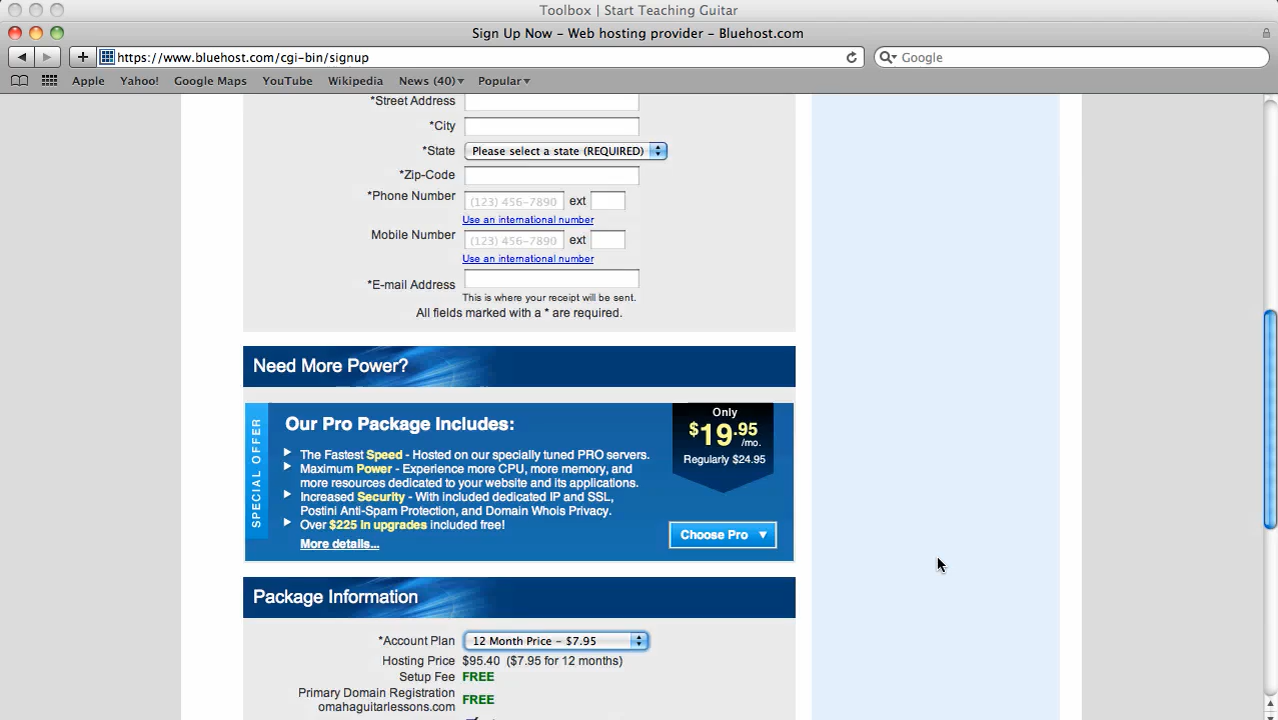 Toolbox | Start Teaching Guitar
Sign Up Now – Web hosting provider – Bluehost.com
https://www.bluehost.com/cgi-bin/signup
Google
Apple Yahoo! Google Maps YouTube Wikipedia News (40)▾ Popular▾
*Street Address
*City
*State Please select a state (REQUIRED)
*Zip-Code
*Phone Number (123) 456-7890 ext
Use an international number
Mobile Number (123) 456-7890 ext
Use an international number
*E-mail Address
This is where your receipt will be sent.
All fields marked with a * are required.
Need More Power?
SPECIAL OFFER
Our Pro Package Includes:
The Fastest Speed - Hosted on our specially tuned PRO servers.
Maximum Power - Experience more CPU, more memory, and
more resources dedicated to your website and its applications.
Increased Security - With included dedicated IP and SSL,
Postini Anti-Spam Protection, and Domain Whois Privacy.
Over $225 in upgrades included free!
More details...
Only
$19.95
/mo.
Regularly $24.95
Choose Pro ▼
Package Information
*Account Plan 12 Month Price – $7.95
Hosting Price $95.40 ($7.95 for 12 months)
Setup Fee FREE
Primary Domain Registration FREE
omahaguitarlessons.com